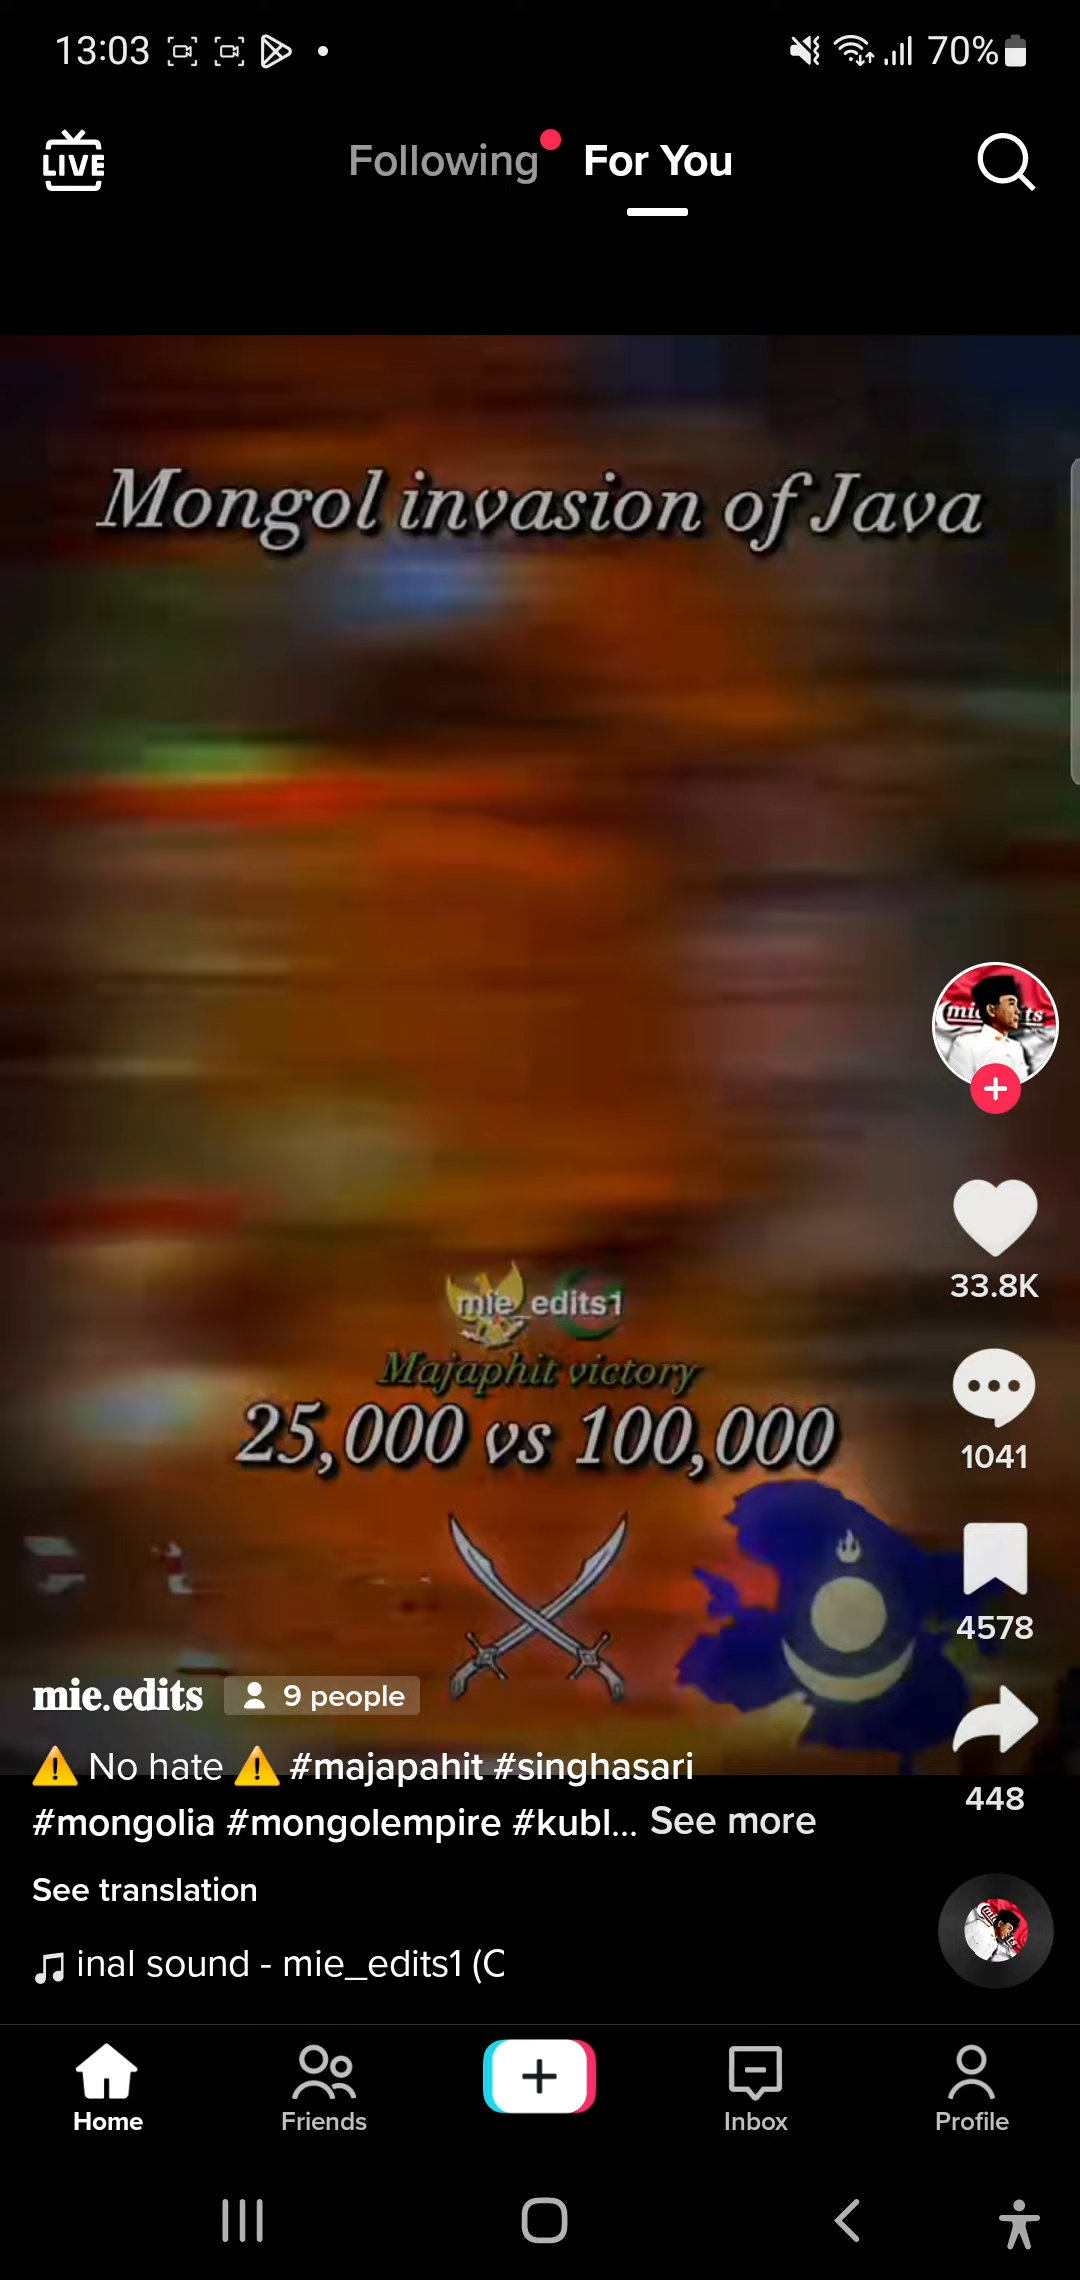 13:03
70%
LIVE
Following
For You
Mongol invasion of Java
mie_edits1
Majaphit victory
25,000 vs 100,000
33.8K
1041
4578
448
mie.edits
9 people
⚠️ No hate ⚠️ #majapahit #singhasari
#mongolia #mongolempire #kubl... See more
See translation
inal sound - mie_edits1 (C
Home
Friends
Inbox
Profile